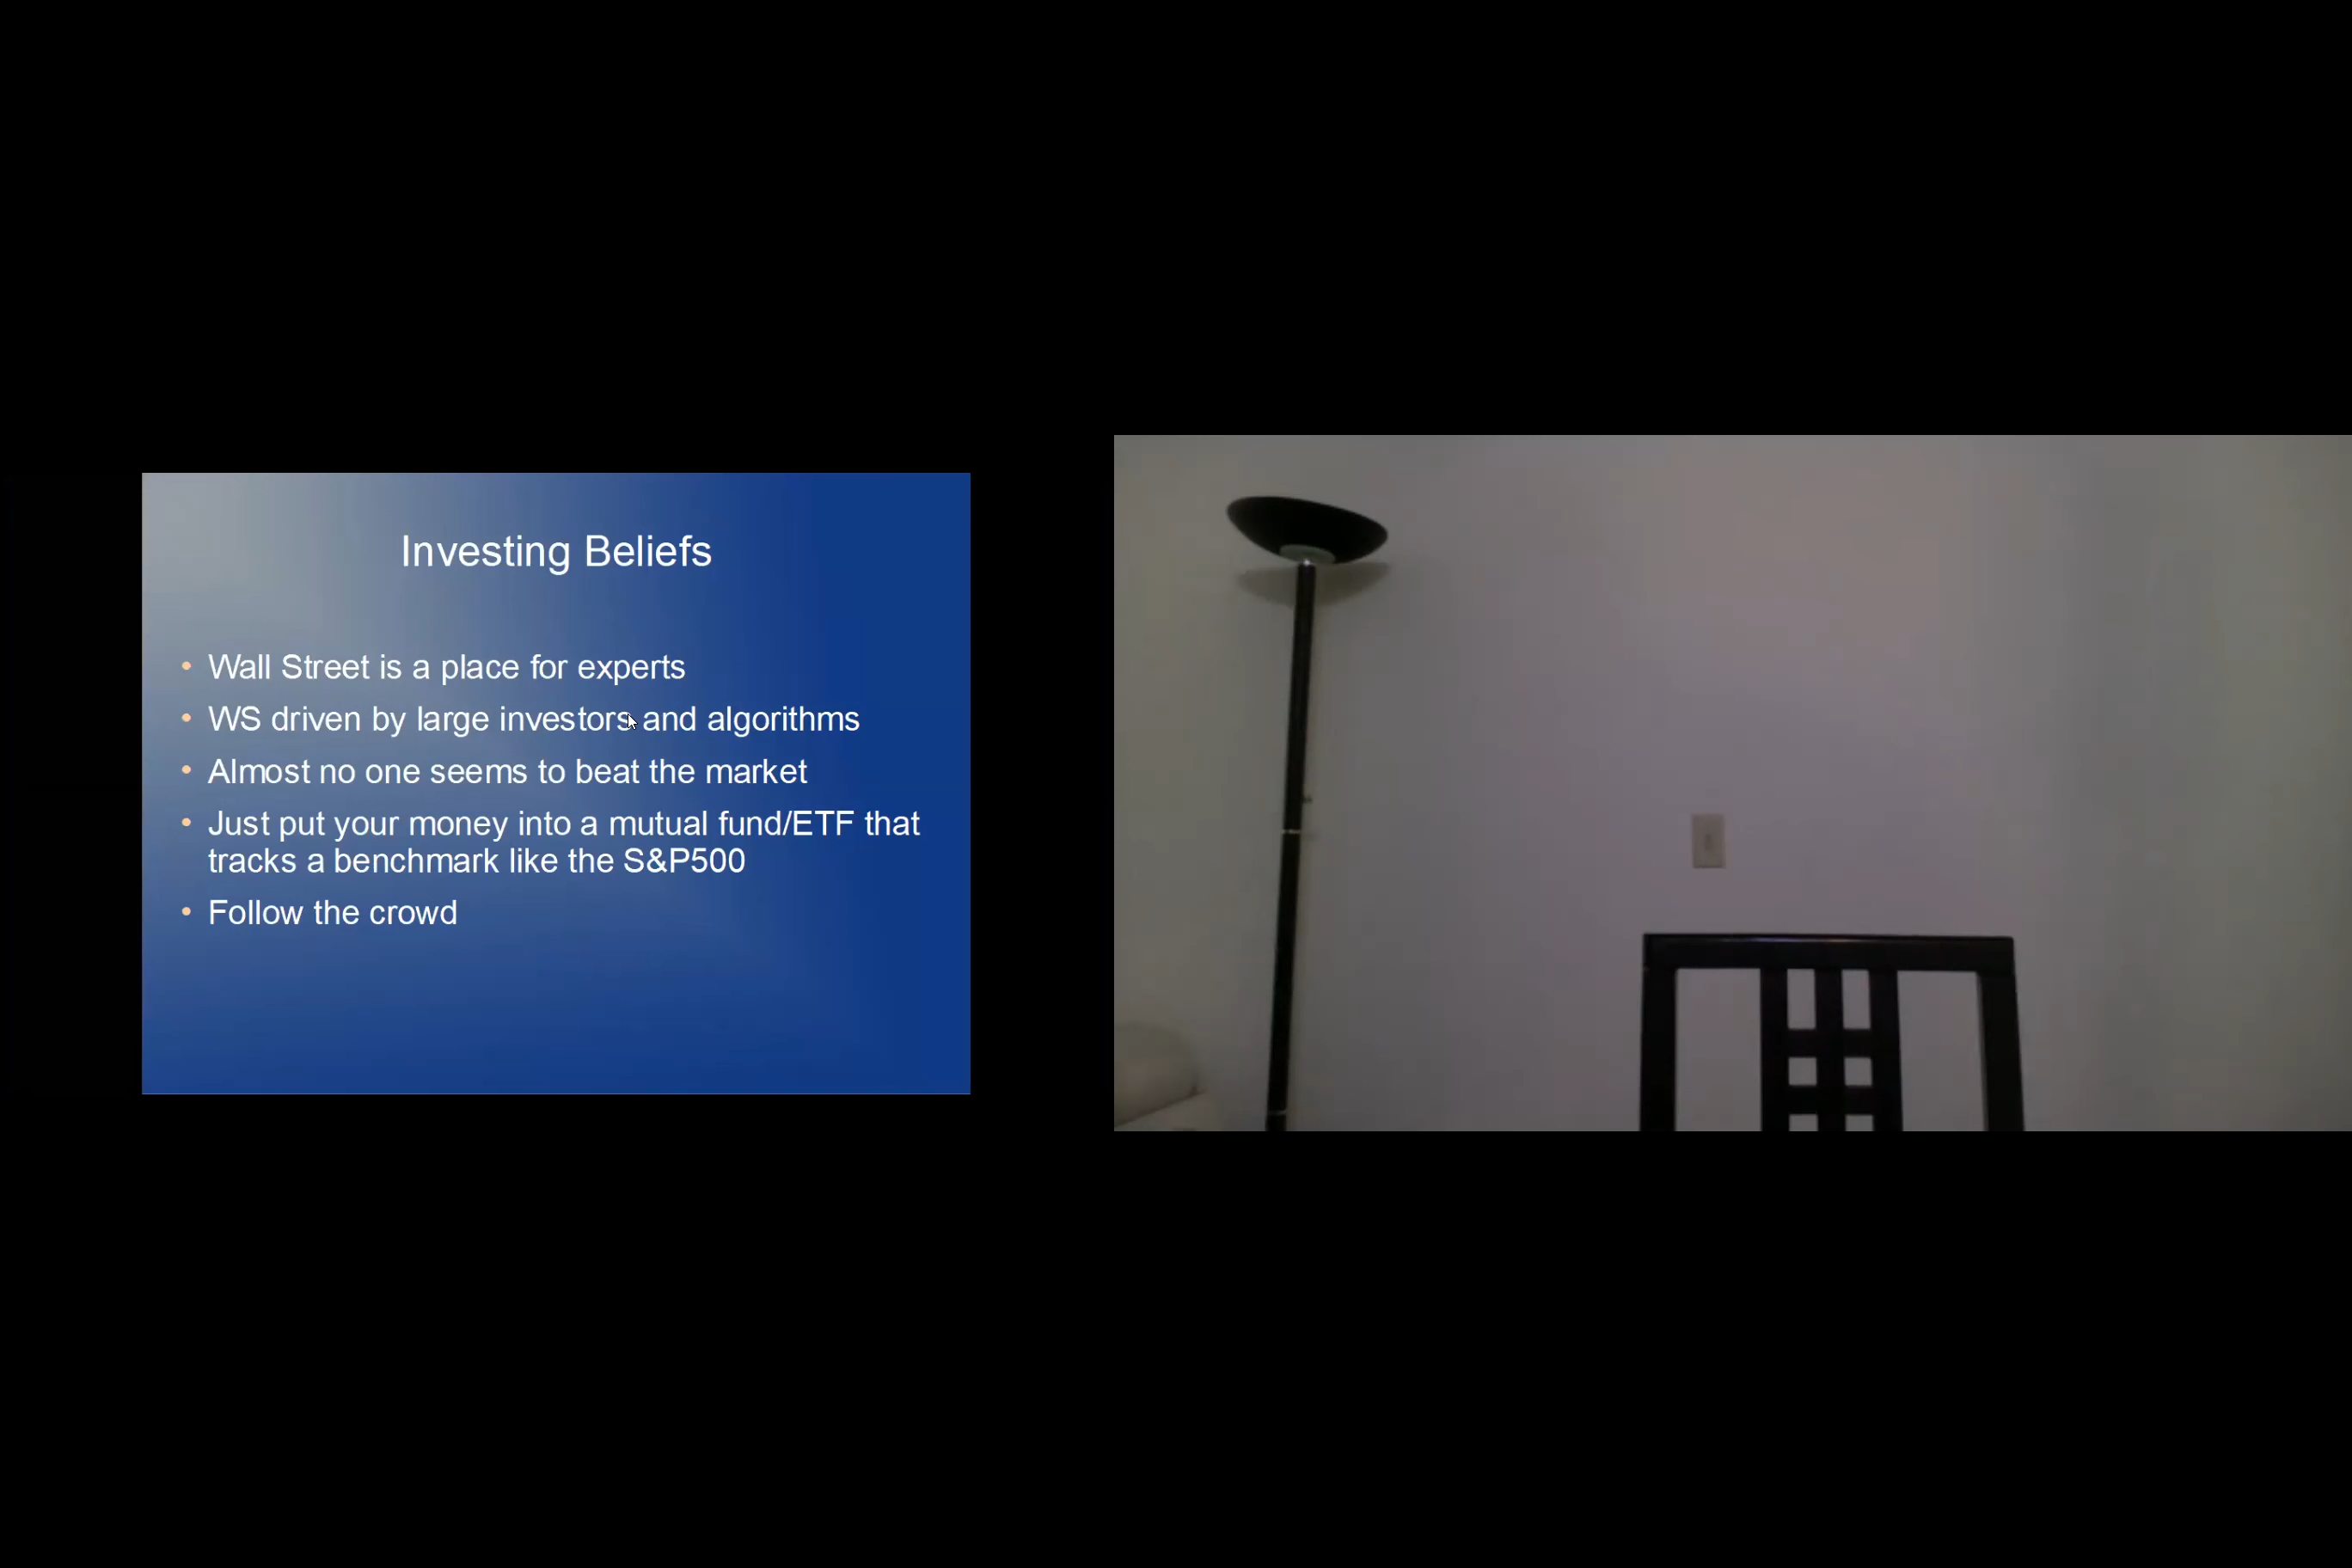 Investing Beliefs
• Wall Street is a place for experts
• WS driven by large investors and algorithms
• Almost no one seems to beat the market
• Just put your money into a mutual fund/ETF that
tracks a benchmark like the S&P500
• Follow the crowd